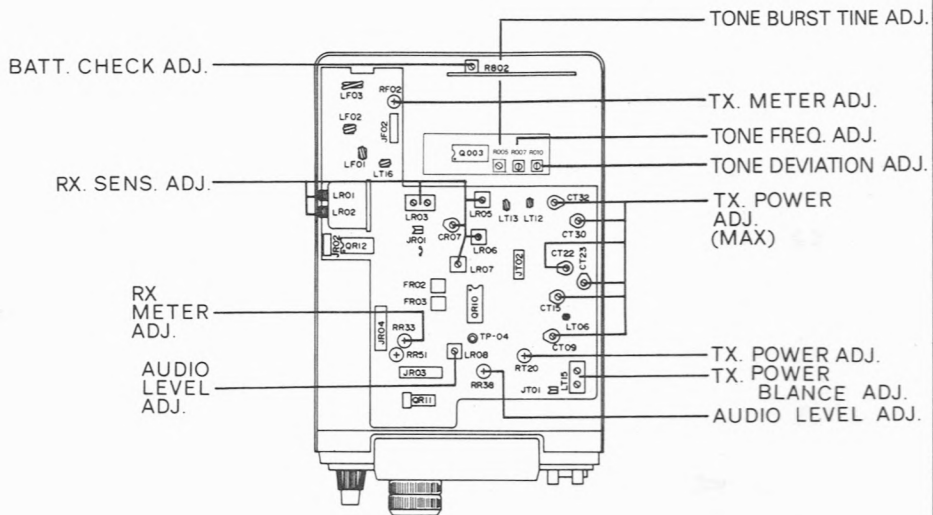 TONE BURST TINE ADJ.
BATT. CHECK ADJ.
R802
LF03
RF02
TX. METER ADJ.
LF02
JF02
TONE FREQ. ADJ.
Q003
R005
R007
R010
LF01
LT16
TONE DEVIATION ADJ.
RX. SENS. ADJ.
LR01
LR02
LR03
LR05
LT13
LT12
CT32
TX. POWER
ADJ.
(MAX)
CR07
CT30
JR01
LR06
JR02
QR12
CT22
CT23
LR07
JT02
RX
METER
ADJ.
FR02
FR03
QR10
CT15
LT06
JR04
RR33
TP-04
CT09
RR51
LR08
RT20
TX. POWER ADJ.
AUDIO
LEVEL
ADJ.
JR03
RR38
JT01
LT15
TX. POWER
BLANCE ADJ.
QR11
AUDIO LEVEL ADJ.